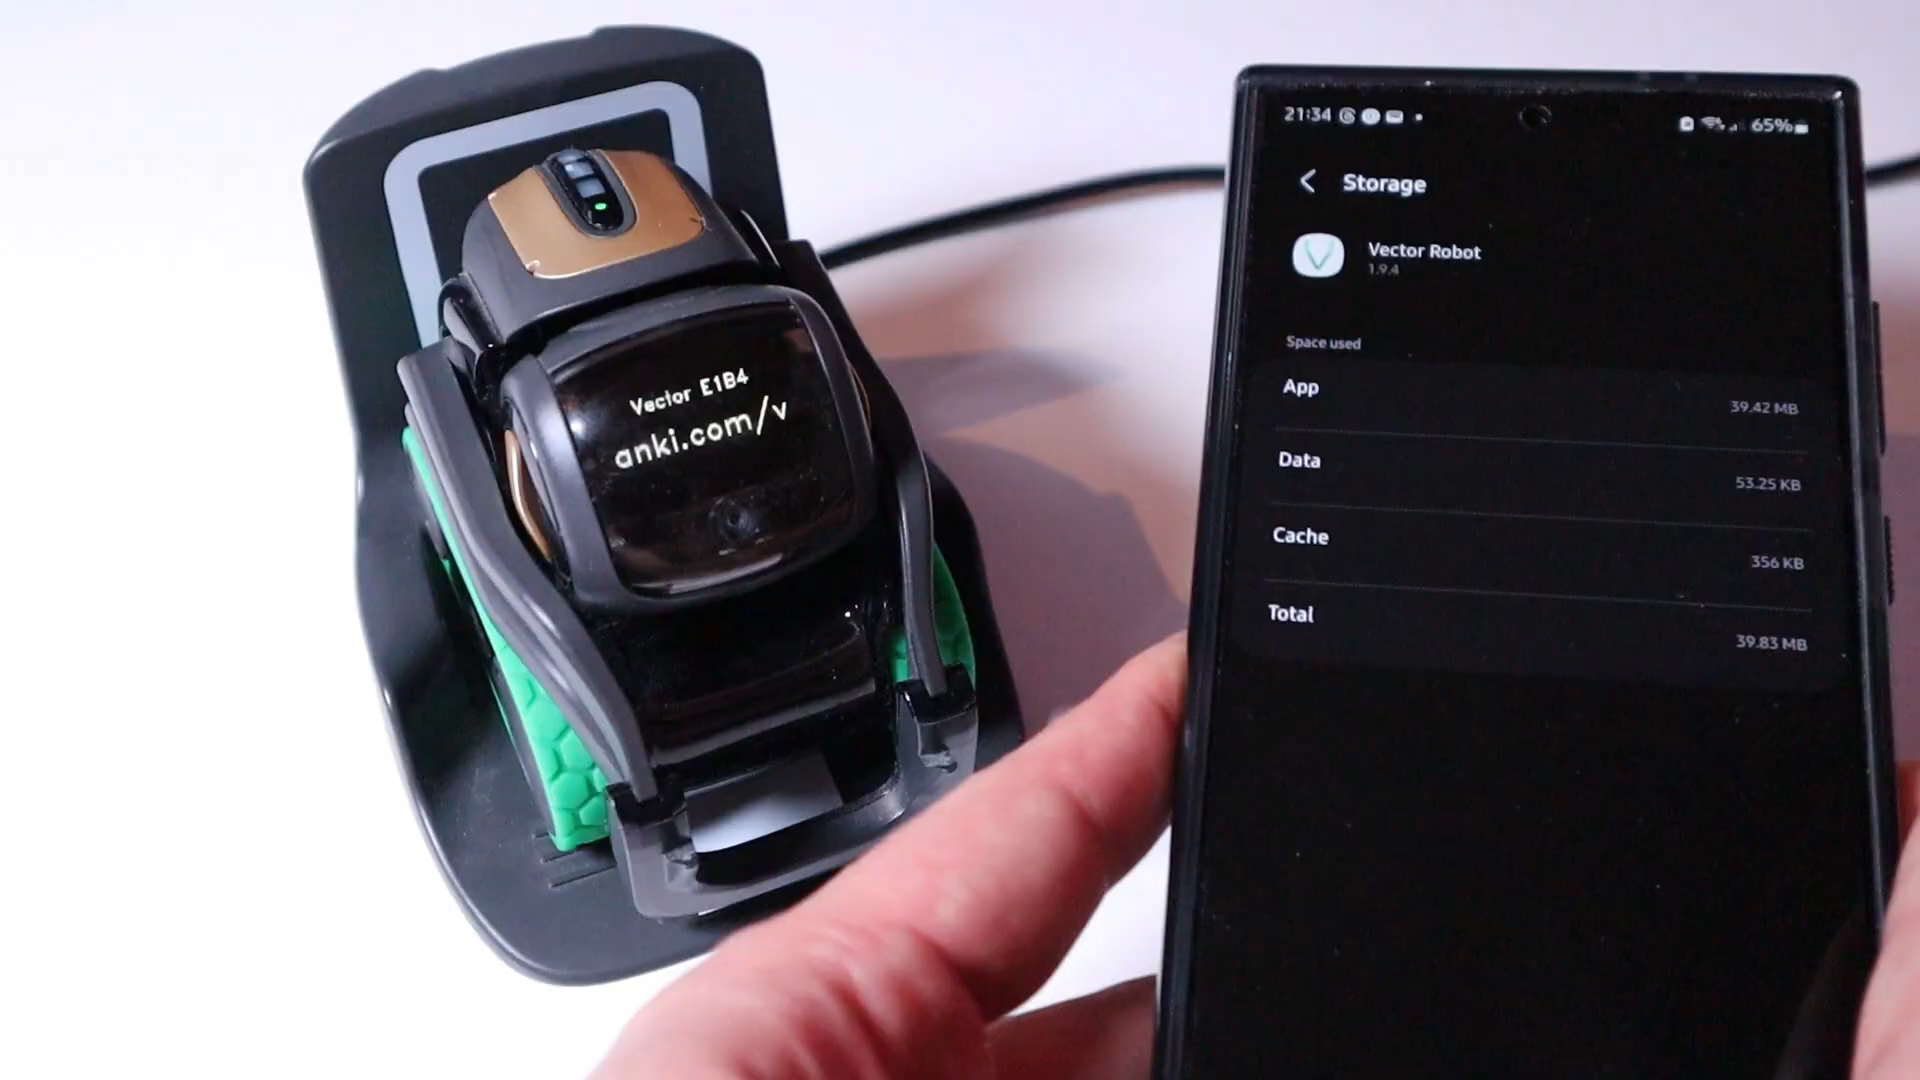 Vector E1B4
anki.com/v
21:34
65%
Storage
Vector Robot
1.9.4
Space used
App
39.42 MB
Data
53.25 KB
Cache
356 KB
Total
39.83 MB